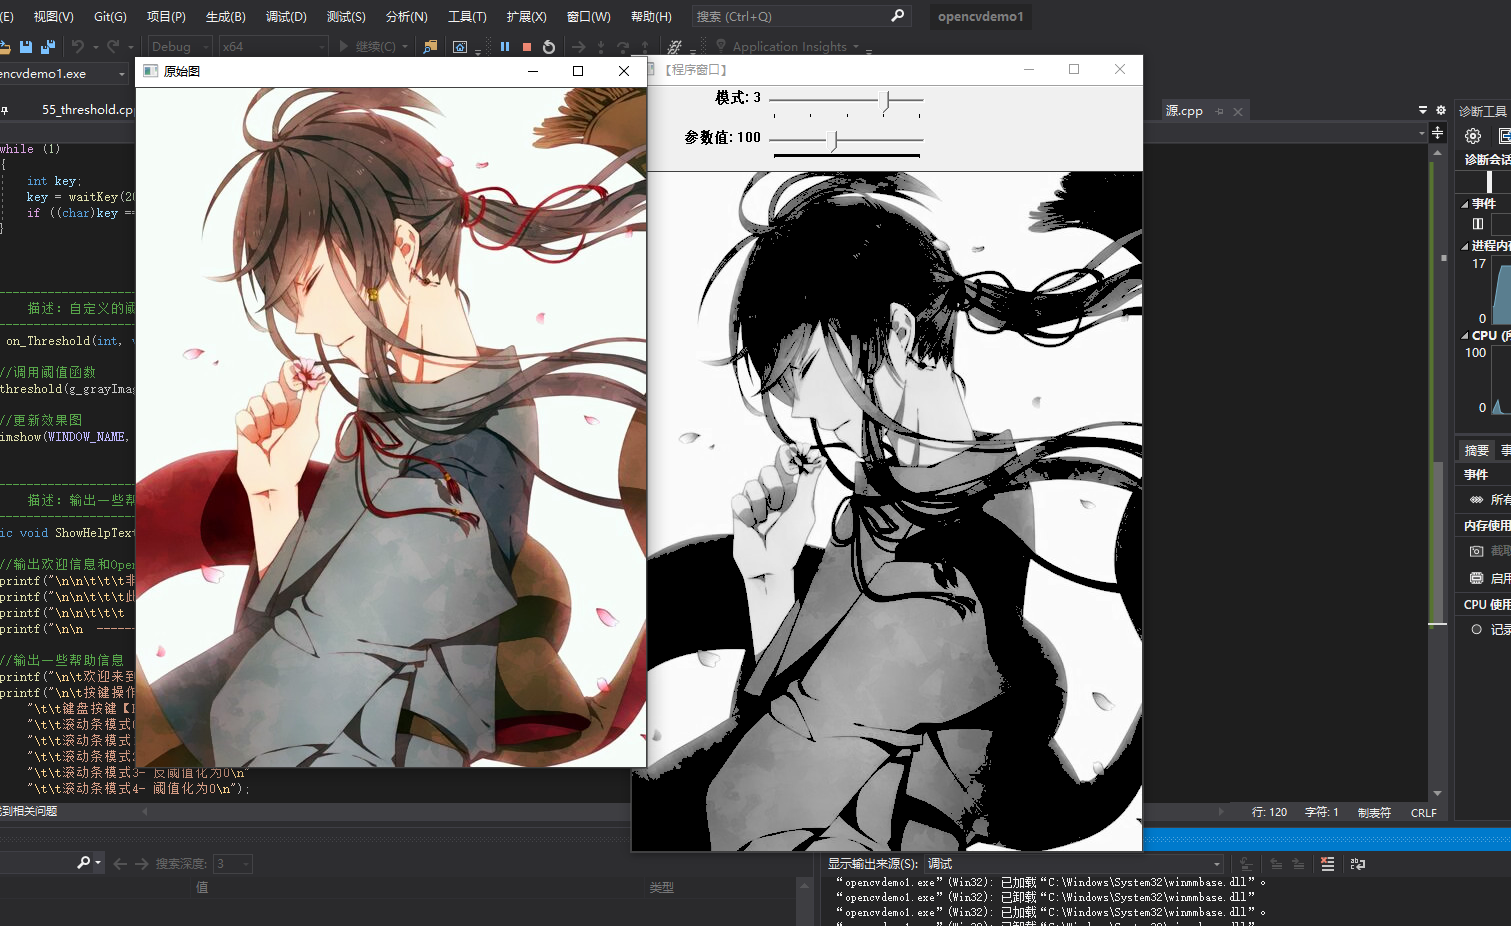 (E) 视图(V) Git(G) 项目(P) 生成(B) 调试(D) 测试(S) 分析(N) 工具(T) 扩展(X) 窗口(W) 帮助(H) 搜索 (Ctrl+Q) opencvdemo1
Debug x64 继续(C) Application Insights
encvdemo1.exe
原始图
【程序窗口】
模式: 3
参数值: 100
55_threshold.cp
源.cpp
诊断工具
while (1)
{
int key;
key = waitKey(20
if ((char)key ==
}
描述: 自定义的阈
on_Threshold(int, v
//调用阈值函数
threshold(g_grayImag
//更新效果图
imshow(WINDOW_NAME,
描述: 输出一些帮
ic void ShowHelpText
//输出欢迎信息和Open
printf("\n\n\t\t\t非
printf("\n\n\t\t\t此
printf("\n\n\t\t\t
printf("\n\n ------
//输出一些帮助信息
printf("\n\t欢迎来到
printf("\n\t按键操作
"\t\t键盘按键【
"\t\t滚动条模式0
"\t\t滚动条模式
"\t\t滚动条模式2
"\t\t滚动条模式3- 反阈值化为0\n"
"\t\t滚动条模式4- 阈值化为0\n");
诊断会话
事件
进程内存
17
0
CPU (所
100
0
摘要 事
事件
所有
内存使用
截取
启用
CPU 使用
记录
到相关问题
行: 120 字符: 1 制表符 CRLF
搜索深度: 3
值 类型
显示输出来源(S): 调试
“opencvdemo1.exe”(Win32): 已加载“C:\Windows\System32\winmmbase.dll”。
“opencvdemo1.exe”(Win32): 已卸载“C:\Windows\System32\winmmbase.dll”
“opencvdemo1.exe”(Win32): 已加载“C:\Windows\System32\winmmbase.dll”。